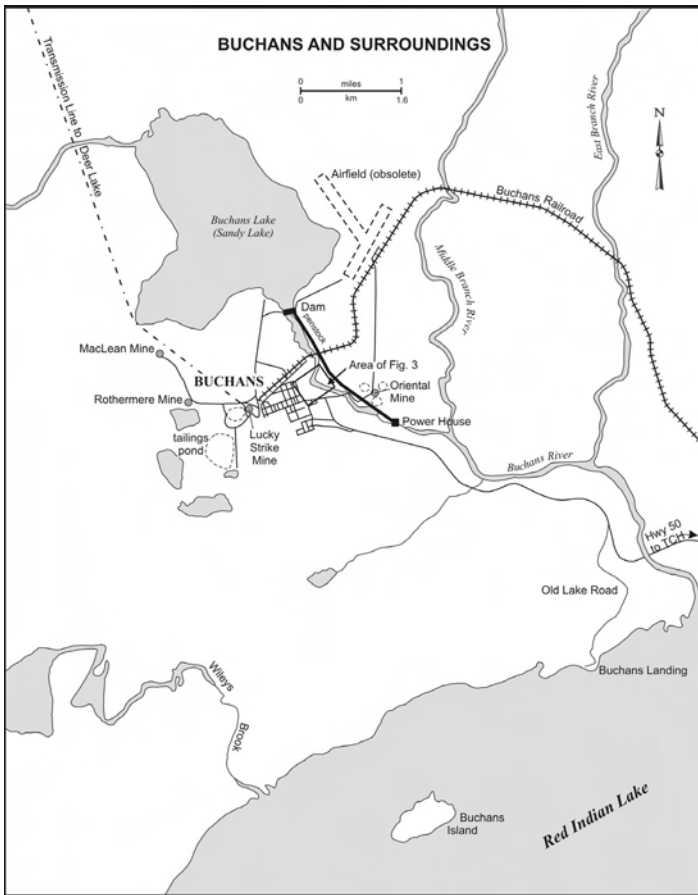 BUCHANS AND SURROUNDINGS
0 miles 1
0 km 1.6
N
Transmission Line to Deer Lake
East Branch River
Airfield (obsolete)
Buchans Railroad
Buchans Lake
(Sandy Lake)
Middle Branch River
Dam
penstock
MacLean Mine
Area of Fig. 3
BUCHANS
Oriental
Mine
Rothermere Mine
Power House
tailings
pond
Lucky
Strike
Mine
Buchans River
Hwy 50
to TCH
Old Lake Road
Buchans Landing
Wileys
Brook
Buchans
Island
Red Indian Lake